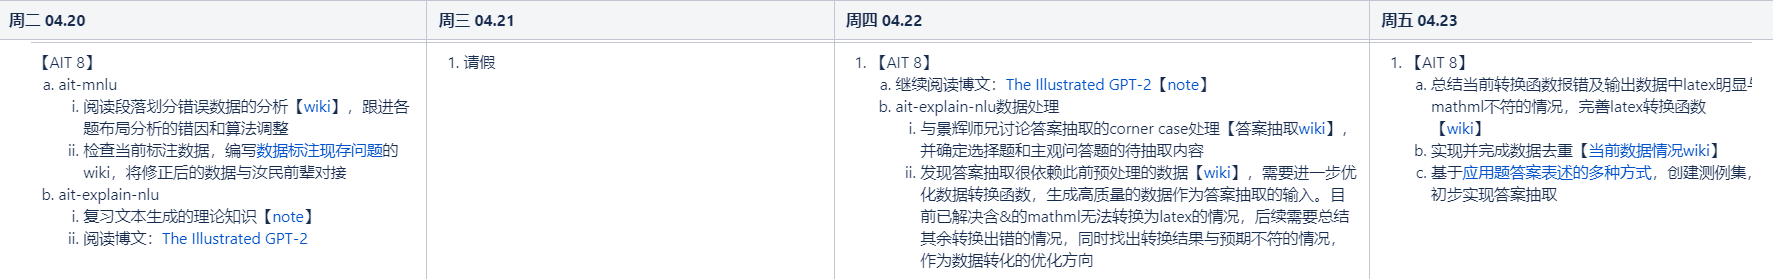 周二 04.20
【AIT 8】
a. ait-mnlu
i. 阅读段落划分错误数据的分析【wiki】，跟进各
题布局分析的错因和算法调整
ii. 检查当前标注数据，编写数据标注现存问题的
wiki，将修正后的数据与汝民前辈对接
b. ait-explain-nlu
i. 复习文本生成的理论知识【note】
ii. 阅读博文：The Illustrated GPT-2
周三 04.21
1. 请假
周四 04.22
1. 【AIT 8】
a. 继续阅读博文：The Illustrated GPT-2【note】
b. ait-explain-nlu数据处理
i. 与景辉师兄讨论答案抽取的corner case处理【答案抽取wiki】，
并确定选择题和主观问答题的待抽取内容
ii. 发现答案抽取很依赖此前预处理的数据【wiki】，需要进一步优
化数据转换函数，生成高质量的数据作为答案抽取的输入。目
前已解决含&的mathml无法转换为latex的情况，后续需要总结
其余转换出错的情况，同时找出转换结果与预期不符的情况，
作为数据转化的优化方向
周五 04.23
1. 【AIT 8】
a. 总结当前转换函数报错及输出数据中latex明显
mathml不符的情况，完善latex转换函数
【wiki】
b. 实现并完成数据去重【当前数据情况wiki】
c. 基于应用题答案表述的多种方式，创建测例集，
初步实现答案抽取